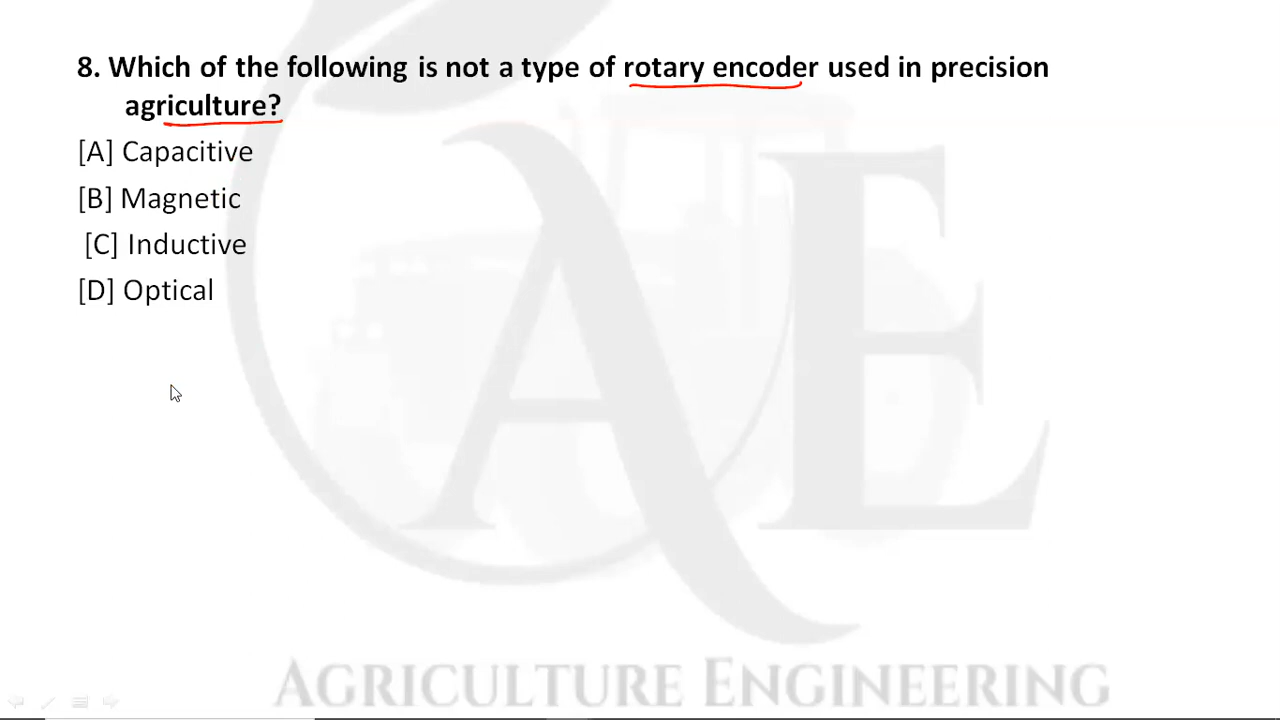 8. Which of the following is not a type of rotary encoder used in precision
agriculture?
[A] Capacitive
[B] Magnetic
[C] Inductive
[D] Optical
AE
AGRICULTURE ENGINEERING